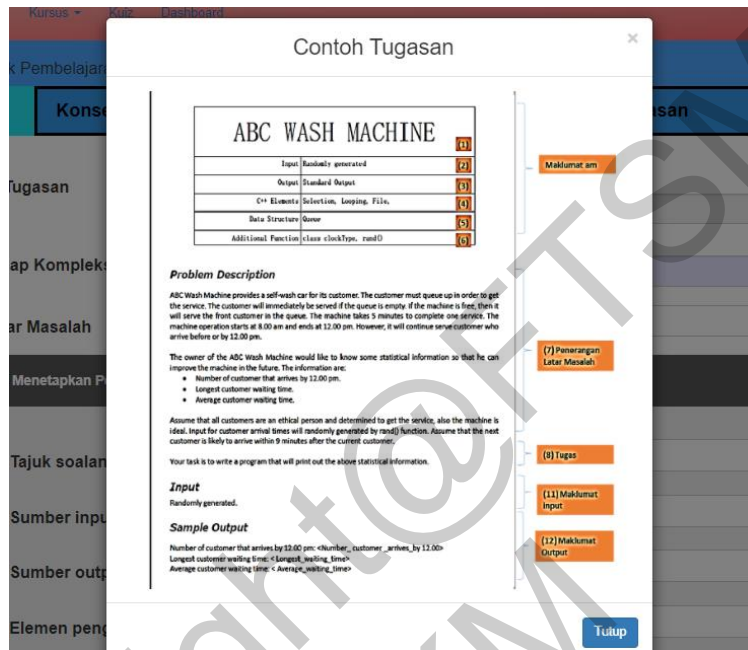 Kursus Kuiz Dashboard
Contoh Tugasan
×
k Pembelajar
Konse
san
Tugasan
ap Kompleks
ar Masalah
Menetapkan P
Tajuk soalan
Sumber inpu
Sumber outp
Elemen peng
ABC WASH MACHINE (1)
Input Randomly generated (2)
Output Standard Output (3)
C++ Elements Selection, Looping, File, (4)
Data Structure Queue (5)
Additional Function class clockType, rand() (6)
Maklumat am
Problem Description
ABC Wash Machine provides a self-wash car for its customer. The customer must queue up in order to get
the service. The customer will immediately be served if the queue is empty. If the machine is free, then it
will serve the front customer in the queue. The machine takes 5 minutes to complete one service. The
machine operation starts at 8.00 am and ends at 12.00 pm. However, it will continue serve customer who
arrive before or by 12.00 pm.
The owner of the ABC Wash Machine would like to know some statistical information so that he can
improve the machine in the future. The information are:
• Number of customer that arrives by 12.00 pm.
• Longest customer waiting time.
• Average customer waiting time.
(7) Penerangan
Latar Masalah
Assume that all customers are an ethical person and determined to get the service, also the machine is
ideal. Input for customer arrival times will randomly generated by rand() function. Assume that the next
customer is likely to arrive within 9 minutes after the current customer.
Your task is to write a program that will print out the above statistical information.
(8) Tugas
Input
Randomly generated.
(11) Maklumat
input
Sample Output
Number of customer that arrives by 12.00 pm: <Number_ customer _arrives_by 12.00>
Longest customer waiting time: < Longest_waiting_time>
Average customer waiting time: < Average_waiting_time>
(12) Maklumat
Output
Tutup